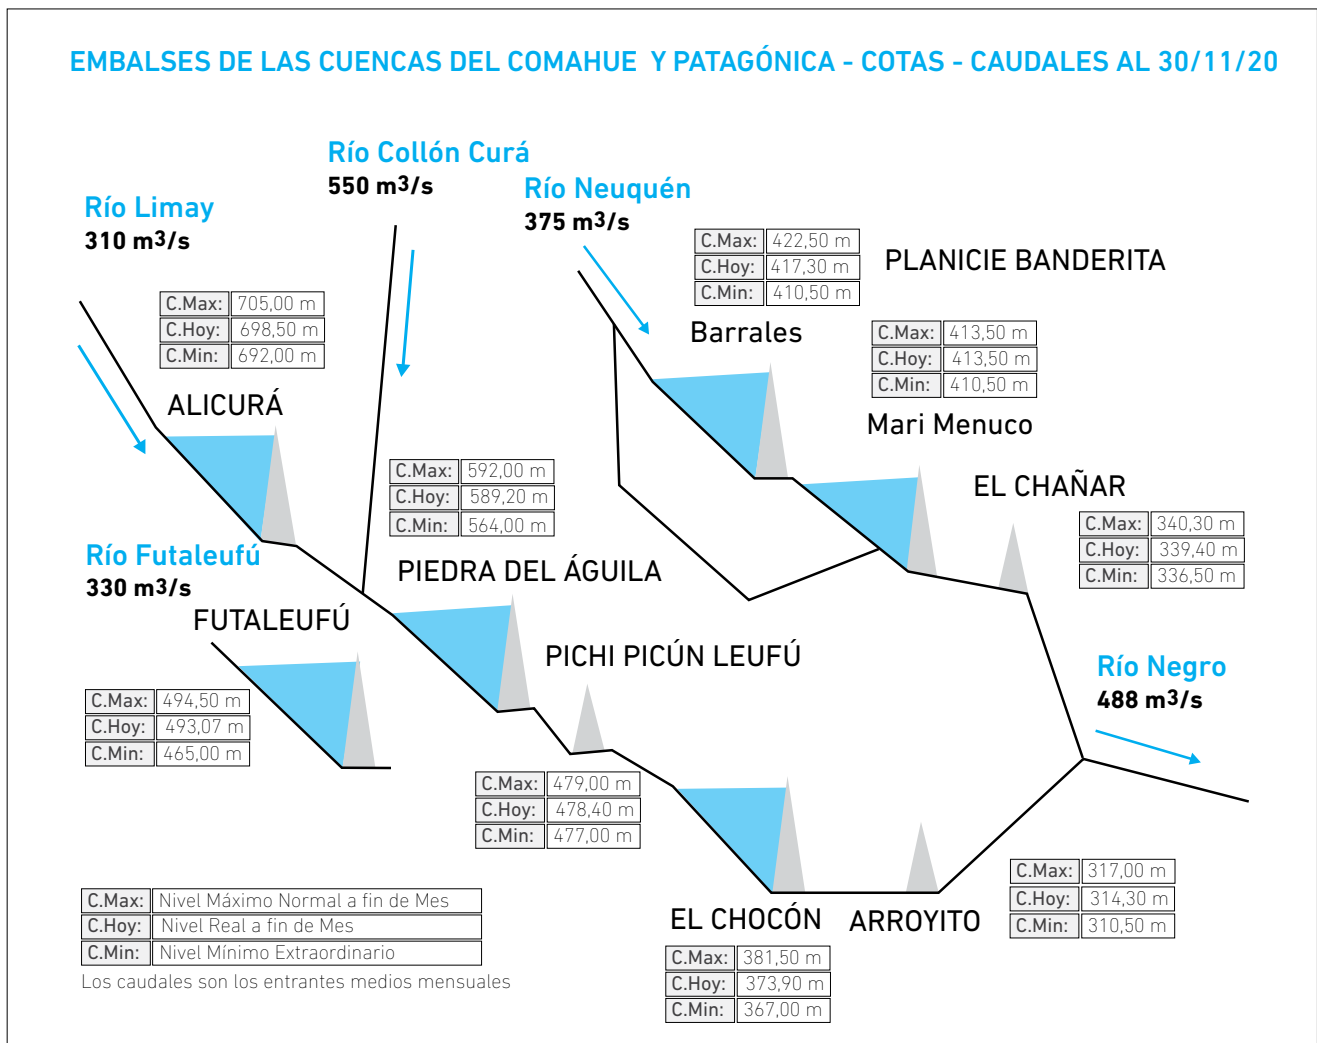 EMBALSES DE LAS CUENCAS DEL COMAHUE Y PATAGÓNICA - COTAS - CAUDALES AL 30/11/20
Río Collón Curá
550 m3/s
Río Neuquén
375 m3/s
Río Limay
310 m3/s
C.Max: 422,50 m
C.Hoy: 417,30 m
C.Min: 410,50 m
PLANICIE BANDERITA
Barrales
C.Max: 705,00 m
C.Hoy: 698,50 m
C.Min: 692,00 m
ALICURÁ
C.Max: 413,50 m
C.Hoy: 413,50 m
C.Min: 410,50 m
Mari Menuco
C.Max: 592,00 m
C.Hoy: 589,20 m
C.Min: 564,00 m
PIEDRA DEL ÁGUILA
EL CHAÑAR
C.Max: 340,30 m
C.Hoy: 339,40 m
C.Min: 336,50 m
Río Futaleufú
330 m3/s
FUTALEUFÚ
C.Max: 494,50 m
C.Hoy: 493,07 m
C.Min: 465,00 m
PICHI PICÚN LEUFÚ
C.Max: 479,00 m
C.Hoy: 478,40 m
C.Min: 477,00 m
Río Negro
488 m3/s
EL CHOCÓN
C.Max: 381,50 m
C.Hoy: 373,90 m
C.Min: 367,00 m
ARROYITO
C.Max: 317,00 m
C.Hoy: 314,30 m
C.Min: 310,50 m
C.Max: Nivel Máximo Normal a fin de Mes
C.Hoy: Nivel Real a fin de Mes
C.Min: Nivel Mínimo Extraordinario
Los caudales son los entrantes medios mensuales